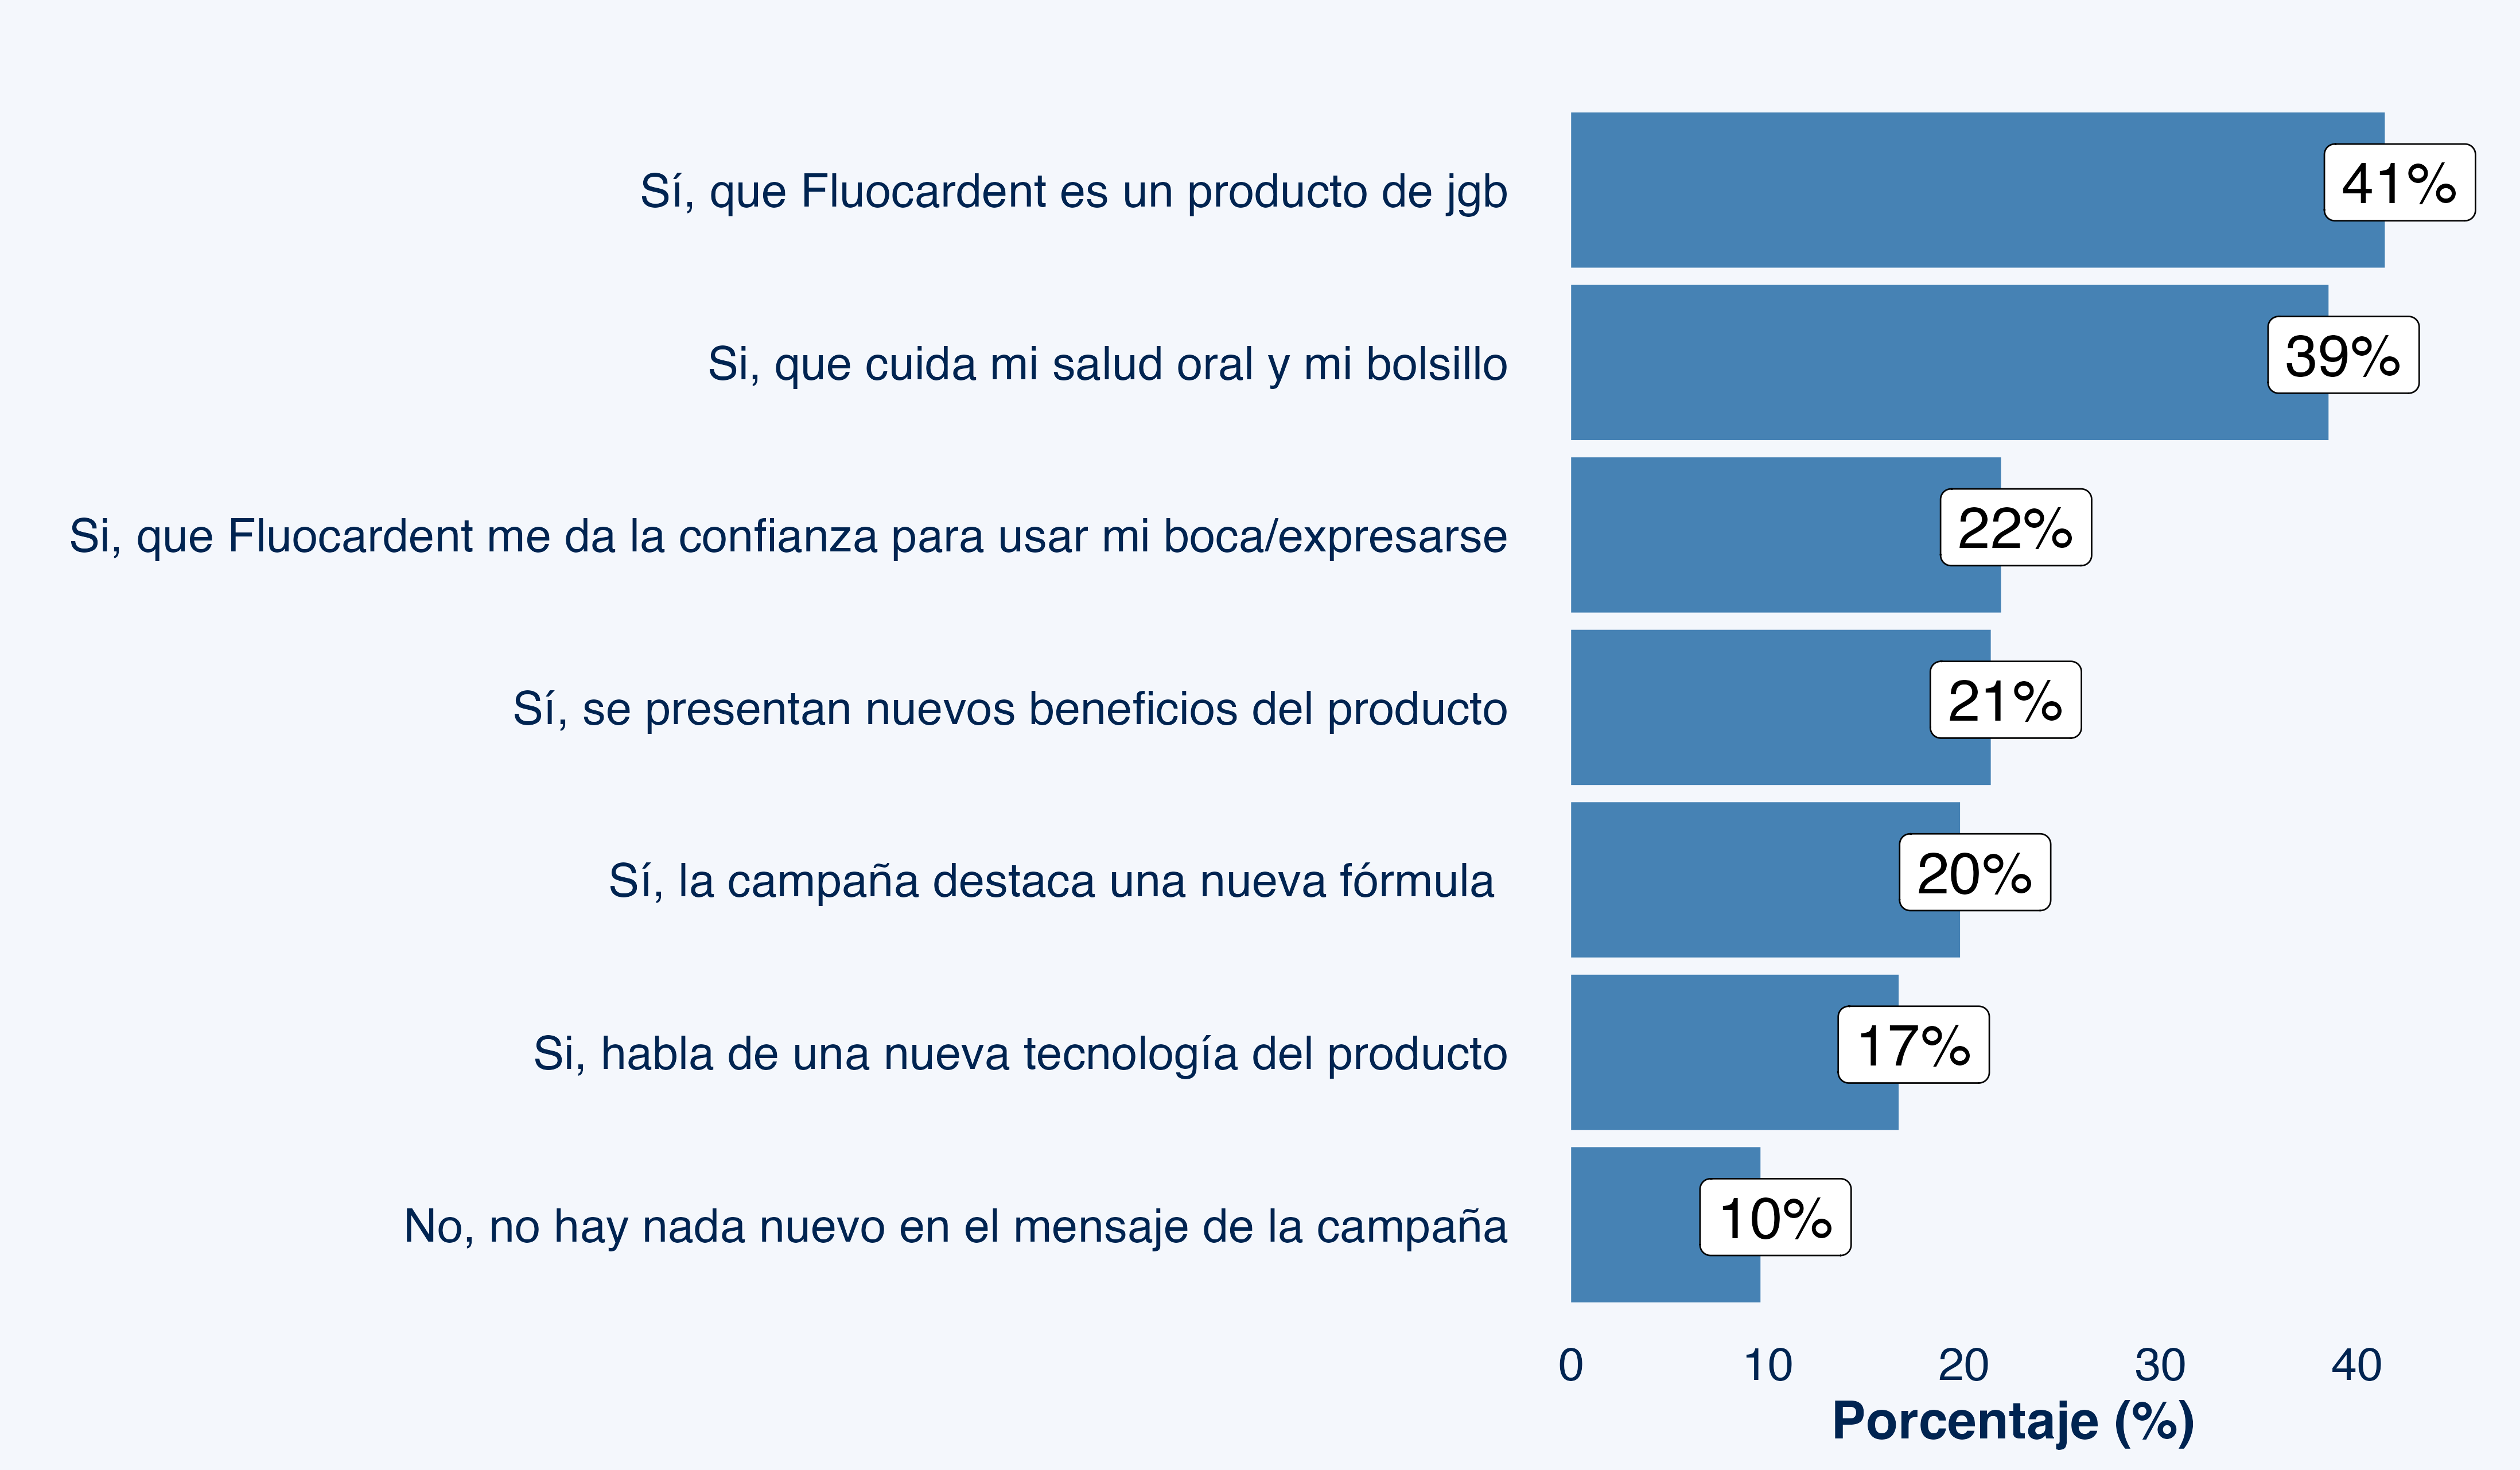 Sí, que Fluocardent es un producto de jgb
41%
Si, que cuida mi salud oral y mi bolsillo
39%
Si, que Fluocardent me da la confianza para usar mi boca/expresarse
22%
Sí, se presentan nuevos beneficios del producto
21%
Sí, la campaña destaca una nueva fórmula
20%
Si, habla de una nueva tecnología del producto
17%
No, no hay nada nuevo en el mensaje de la campaña
10%
0 10 20 30 40
Porcentaje (%)